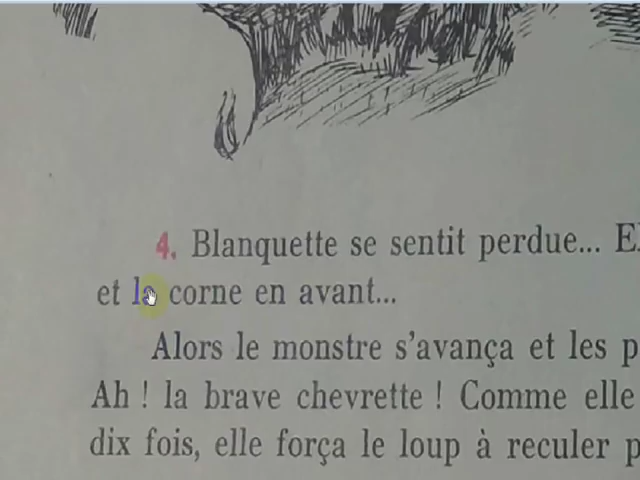 4. Blanquette se sentit perdue...
et la corne en avant...
Alors le monstre s'avança et les
Ah ! la brave chevrette ! Comme elle
dix fois, elle força le loup à reculer